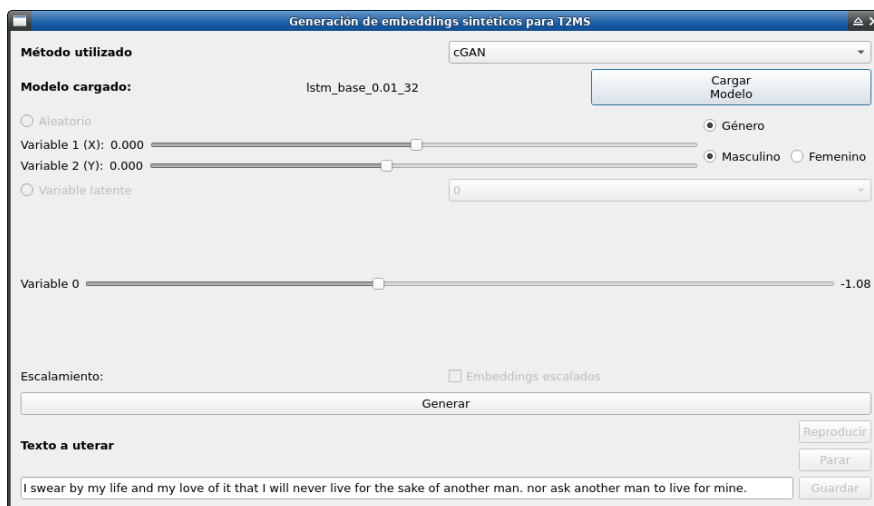 Generación de embeddings sintéticos para T2MS
Método utilizado
cGAN
Modelo cargado:
lstm_base_0.01_32
Cargar
Modelo
Aleatorio
Género
Variable 1 (X): 0.000
Variable 2 (Y): 0.000
Masculino Femenino
Variable latente
0
Variable 0
-1.08
Escalamiento:
Embeddings escalados
Generar
Reproducir
Texto a uterar
Parar
I swear by my life and my love of it that I will never live for the sake of another man. nor ask another man to live for mine.
Guardar